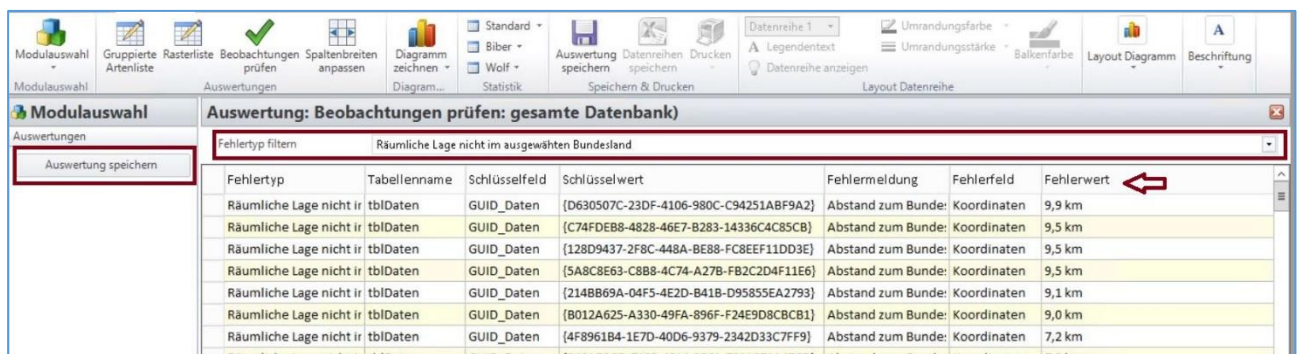 Modulauswahl
Gruppierte Artenliste
Rasterliste
Beobachtungen prüfen
Spaltenbreiten anpassen
Diagramm zeichnen
Standard
Biber
Wolf
Auswertung speichern
Datenreihen speichern
Drucken
Datenreihe 1
A Legendentext
Datenreihe anzeigen
Umrandungsfarbe
Umrandungsstärke
Balkenfarbe
Layout Diagramm
A
Beschriftung
Modulauswahl
Auswertungen
Diagramm...
Statistik
Speichern & Drucken
Layout Datenreihe
Modulauswahl
Auswertung: Beobachtungen prüfen: gesamte Datenbank)
Auswertungen
Auswertung speichern
Fehlertyp filtern Räumliche Lage nicht im ausgewähten Bundesland
Fehlertyp Tabellenname Schlüsselfeld Schlüsselwert Fehlermeldung Fehlerfeld Fehlerwert
Räumliche Lage nicht ir tblDaten GUID_Daten {D630507C-23DF-4106-980C-C94251ABF9A2} Abstand zum Bunde: Koordinaten 9,9 km
Räumliche Lage nicht ir tblDaten GUID_Daten {C74FDEB8-4828-46E7-B283-14336C4C85CB} Abstand zum Bunde: Koordinaten 9,5 km
Räumliche Lage nicht ir tblDaten GUID_Daten {128D9437-2F8C-448A-BE88-FC8EEF11DD3E} Abstand zum Bunde: Koordinaten 9,5 km
Räumliche Lage nicht ir tblDaten GUID_Daten {5A8C8E63-C8B8-4C74-A27B-FB2C2D4F11E6} Abstand zum Bunde: Koordinaten 9,5 km
Räumliche Lage nicht ir tblDaten GUID_Daten {214BB69A-04F5-4E2D-B41B-D95855EA2793} Abstand zum Bunde: Koordinaten 9,1 km
Räumliche Lage nicht ir tblDaten GUID_Daten {B012A625-A330-49FA-896F-F24E9D8CBCB1} Abstand zum Bunde: Koordinaten 9,0 km
Räumliche Lage nicht ir tblDaten GUID_Daten {4F8961B4-1E7D-40D6-9379-2342D33C7FF9} Abstand zum Bunde: Koordinaten 7,2 km